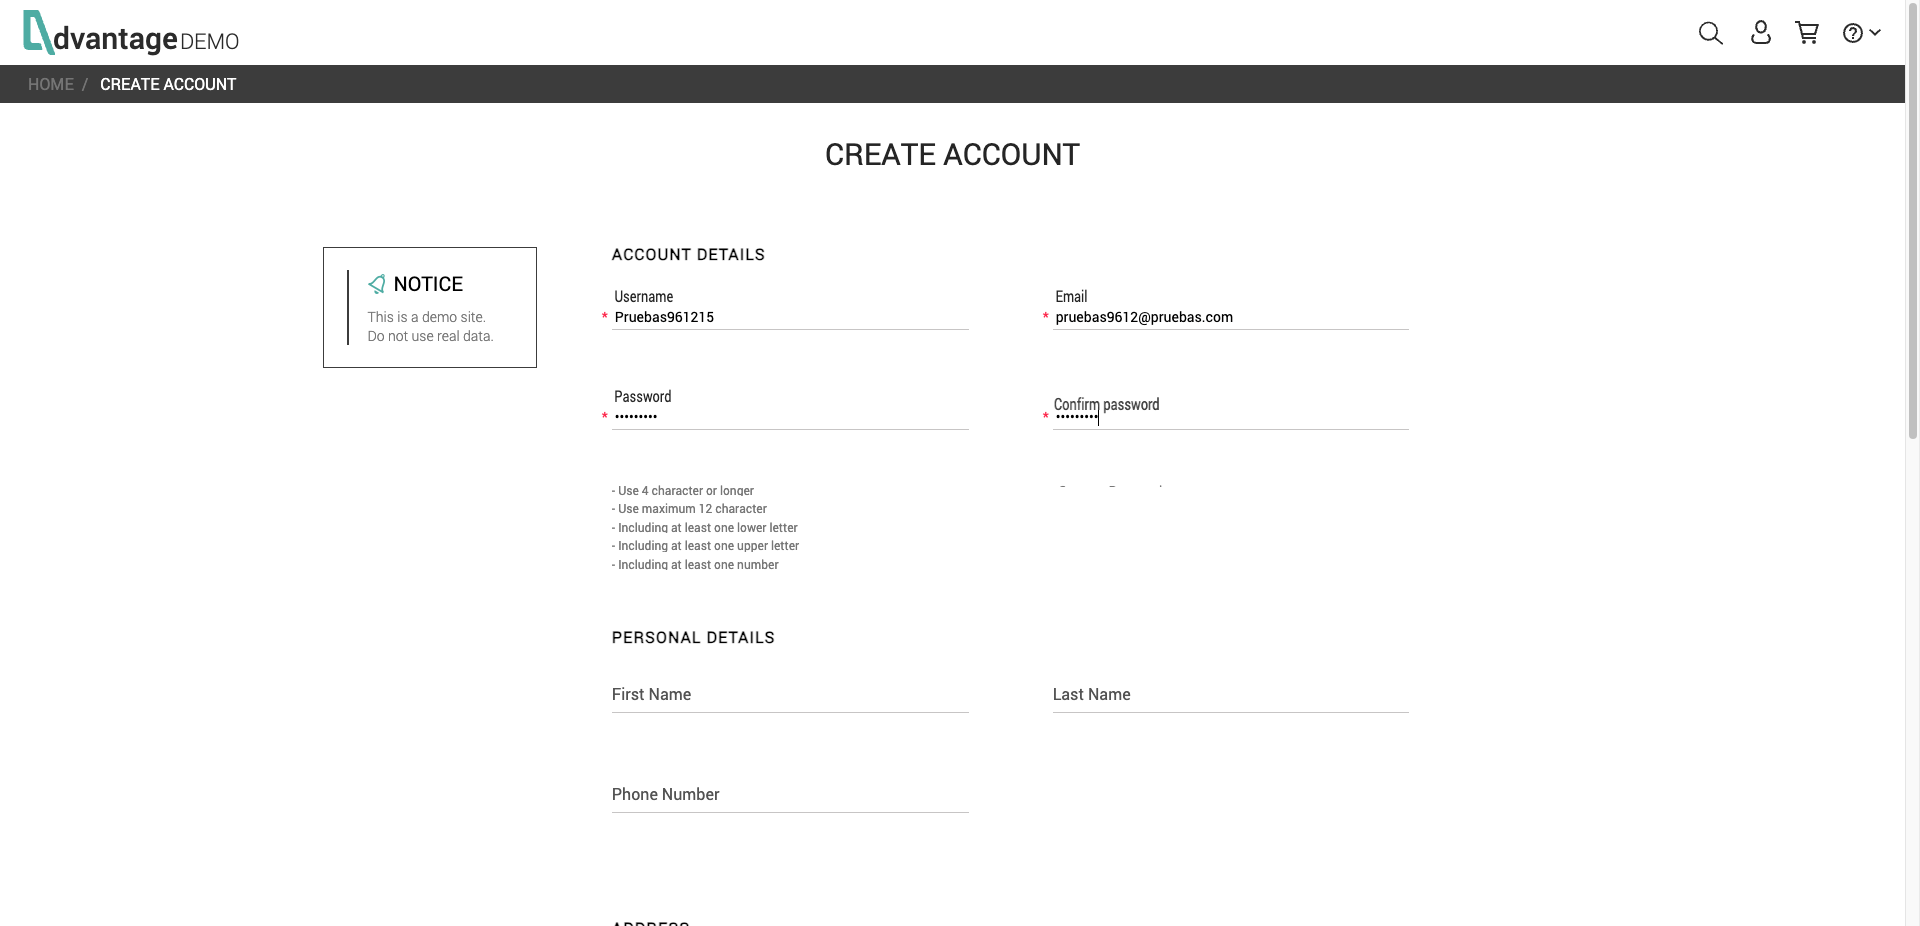 dvantage DEMO
HOME / CREATE ACCOUNT
CREATE ACCOUNT
NOTICE
This is a demo site.
Do not use real data.
ACCOUNT DETAILS
Username
* Pruebas961215
Email
* pruebas9612@pruebas.com
Password
* •••••••••
Confirm password
* •••••••••
- Use 4 character or longer
- Use maximum 12 character
- Including at least one lower letter
- Including at least one upper letter
- Including at least one number
PERSONAL DETAILS
First Name
Last Name
Phone Number
ADDRESS